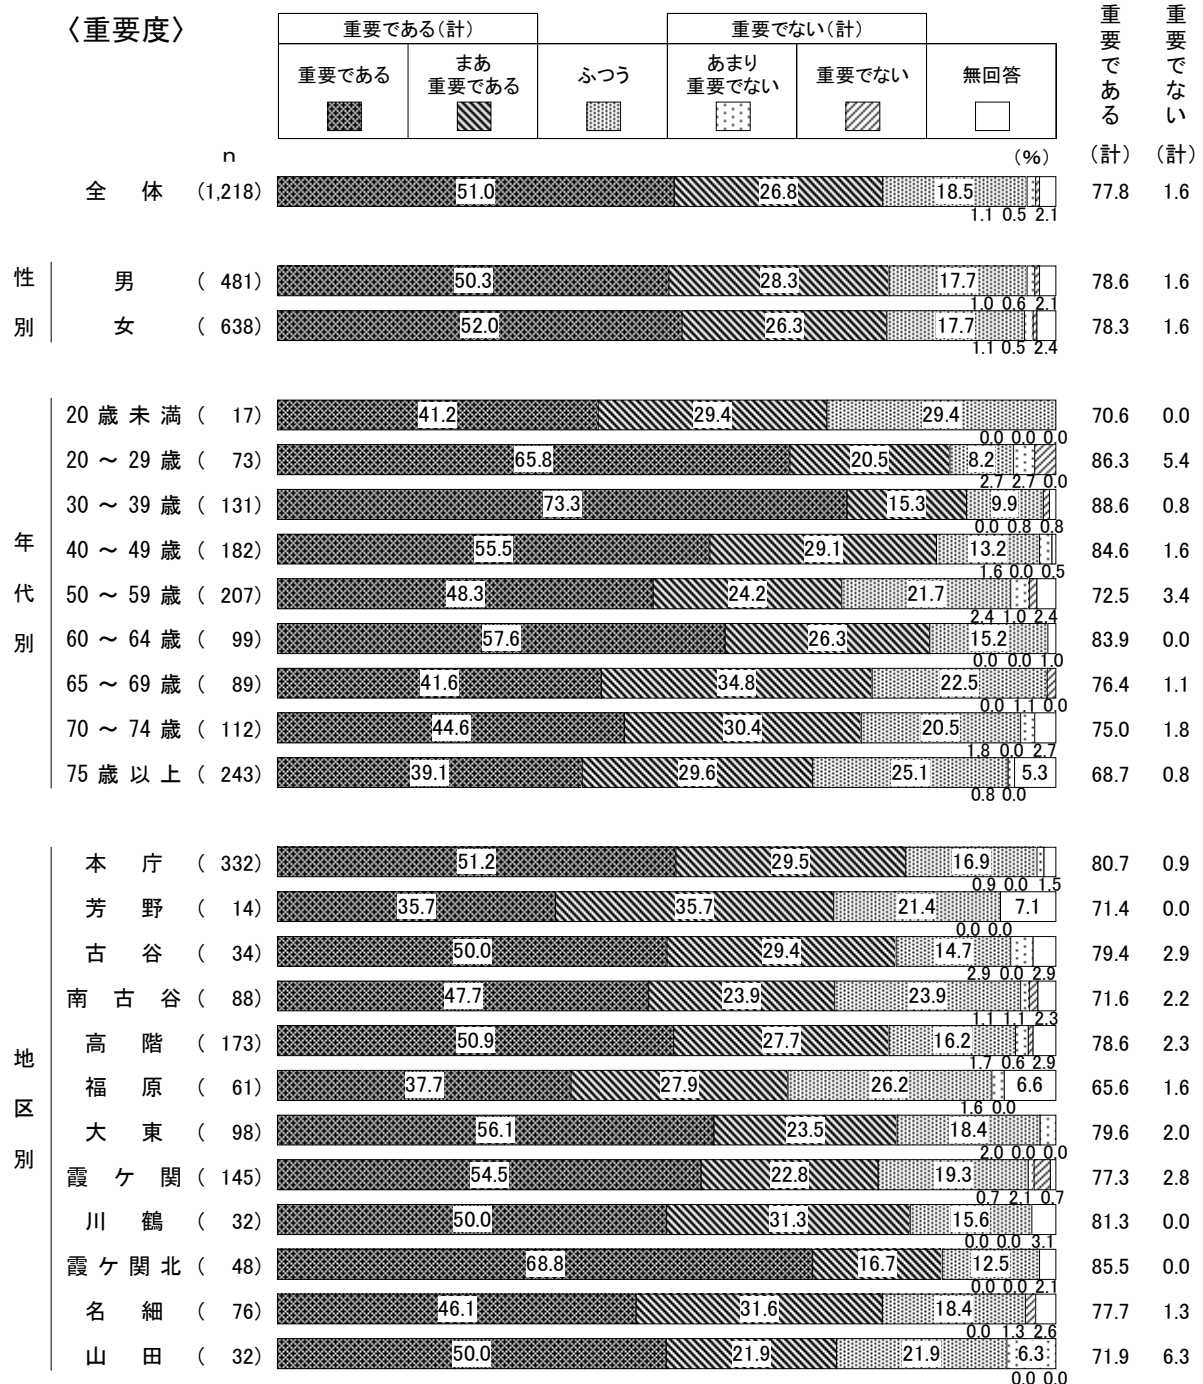 〈重要度〉
重要である(計) 重要でない(計) 重要である(計) 重要でない(計)
重要である まあ重要である ふつう あまり重要でない 重要でない 無回答
n (%)
全体 (1,218) 51.0 26.8 18.5 77.8 1.6
1.1 0.5 2.1
性別
男 ( 481) 50.3 28.3 17.7 78.6 1.6
1.0 0.6 2.1
女 ( 638) 52.0 26.3 17.7 78.3 1.6
1.1 0.5 2.4
年代別
20歳未満 ( 17) 41.2 29.4 29.4 70.6 0.0
0.0 0.0 0.0
20～29歳 ( 73) 65.8 20.5 8.2 86.3 5.4
2.7 2.7 0.0
30～39歳 ( 131) 73.3 15.3 9.9 88.6 0.8
0.0 0.8 0.8
40～49歳 ( 182) 55.5 29.1 13.2 84.6 1.6
1.6 0.0 0.5
50～59歳 ( 207) 48.3 24.2 21.7 72.5 3.4
2.4 1.0 2.4
60～64歳 ( 99) 57.6 26.3 15.2 83.9 0.0
0.0 0.0 1.0
65～69歳 ( 89) 41.6 34.8 22.5 76.4 1.1
0.0 1.1 0.0
70～74歳 ( 112) 44.6 30.4 20.5 75.0 1.8
1.8 0.0 2.7
75歳以上 ( 243) 39.1 29.6 25.1 5.3 68.7 0.8
0.8 0.0
地区別
本庁 ( 332) 51.2 29.5 16.9 80.7 0.9
0.9 0.0 1.5
芳野 ( 14) 35.7 35.7 21.4 7.1 71.4 0.0
0.0 0.0
古谷 ( 34) 50.0 29.4 14.7 79.4 2.9
2.9 0.0 2.9
南古谷 ( 88) 47.7 23.9 23.9 71.6 2.2
1.1 1.1 2.3
高階 ( 173) 50.9 27.7 16.2 78.6 2.3
1.7 0.6 2.9
福原 ( 61) 37.7 27.9 26.2 6.6 65.6 1.6
1.6 0.0
大東 ( 98) 56.1 23.5 18.4 79.6 2.0
2.0 0.0 0.0
霞ケ関 ( 145) 54.5 22.8 19.3 77.3 2.8
0.7 2.1 0.7
川鶴 ( 32) 50.0 31.3 15.6 81.3 0.0
0.0 0.0 3.1
霞ケ関北 ( 48) 68.8 16.7 12.5 85.5 0.0
0.0 0.0 2.1
名細 ( 76) 46.1 31.6 18.4 77.7 1.3
0.0 1.3 2.6
山田 ( 32) 50.0 21.9 21.9 6.3 71.9 6.3
0.0 0.0